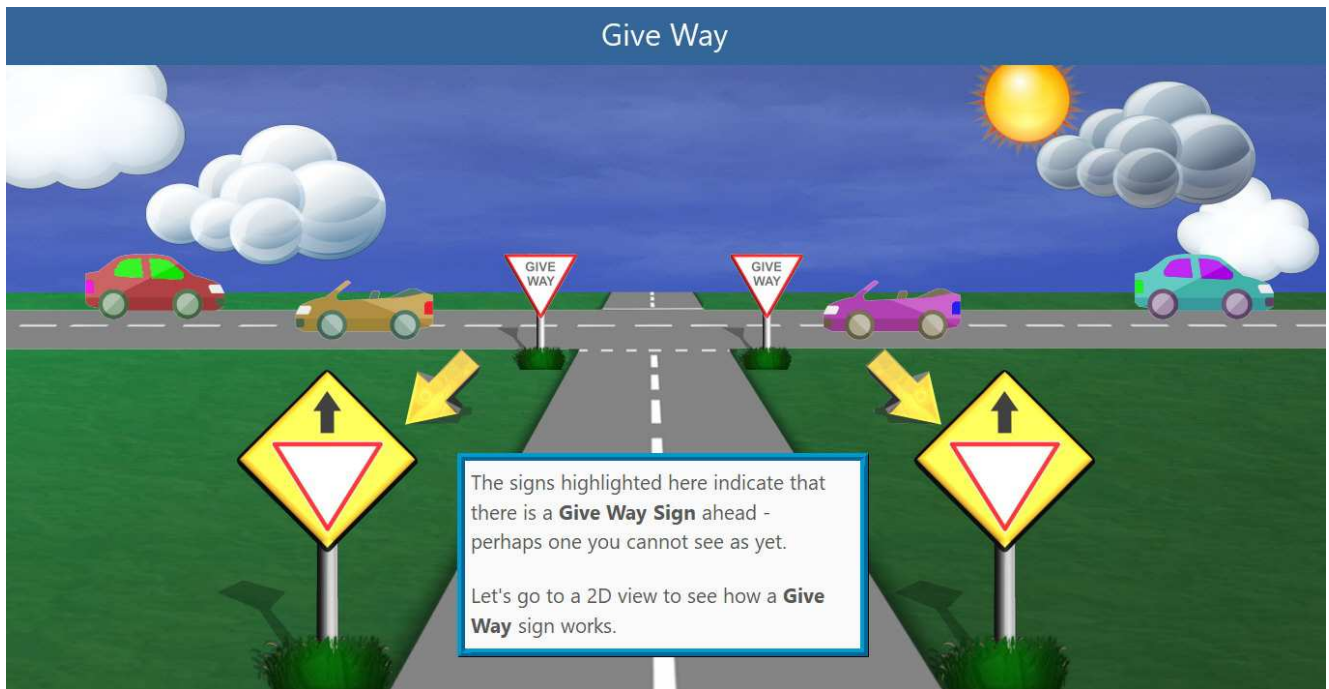 Give Way
GIVE
WAY
GIVE
WAY
The signs highlighted here indicate that
there is a Give Way Sign ahead -
perhaps one you cannot see as yet.
Let's go to a 2D view to see how a Give
Way sign works.